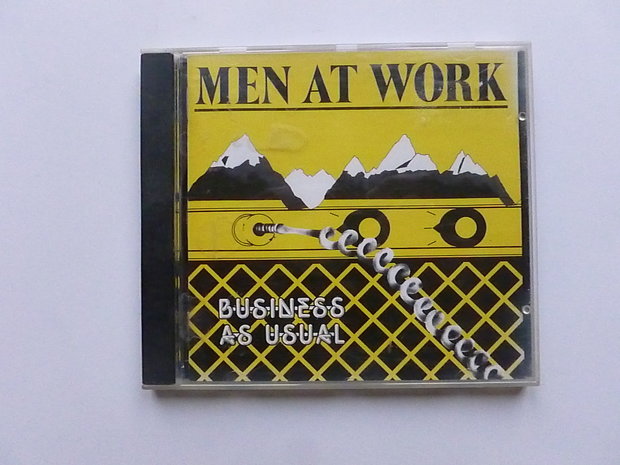 MEN AT WORK
BUSINESS
AS USUAL